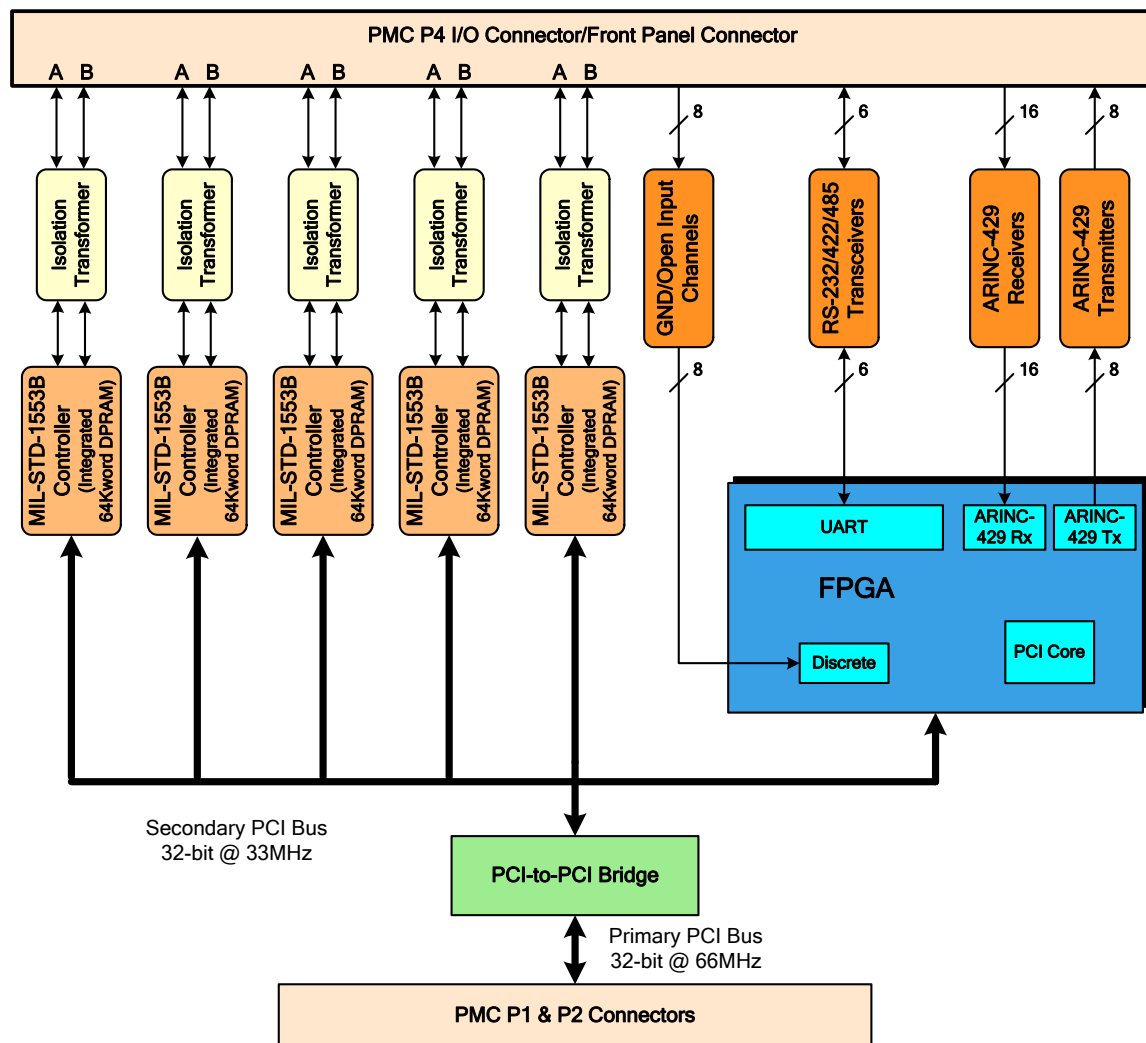 PMC P4 I/O Connector/Front Panel Connector
A B A B A B A B A B
8 6 16 8
Isolation
Transformer
Isolation
Transformer
Isolation
Transformer
Isolation
Transformer
Isolation
Transformer
GND/Open Input
Channels
RS-232/422/485
Transceivers
ARINC-429
Receivers
ARINC-429
Transmitters
8 6 16 8
MIL-STD-1553B
Controller
(Integrated
64Kword DPRAM)
MIL-STD-1553B
Controller
(Integrated
64Kword DPRAM)
MIL-STD-1553B
Controller
(Integrated
64Kword DPRAM)
MIL-STD-1553B
Controller
(Integrated
64Kword DPRAM)
MIL-STD-1553B
Controller
(Integrated
64Kword DPRAM)
UART
ARINC-
429 Rx
ARINC-
429 Tx
FPGA
Discrete
PCI Core
Secondary PCI Bus
32-bit @ 33MHz
PCI-to-PCI Bridge
Primary PCI Bus
32-bit @ 66MHz
PMC P1 & P2 Connectors